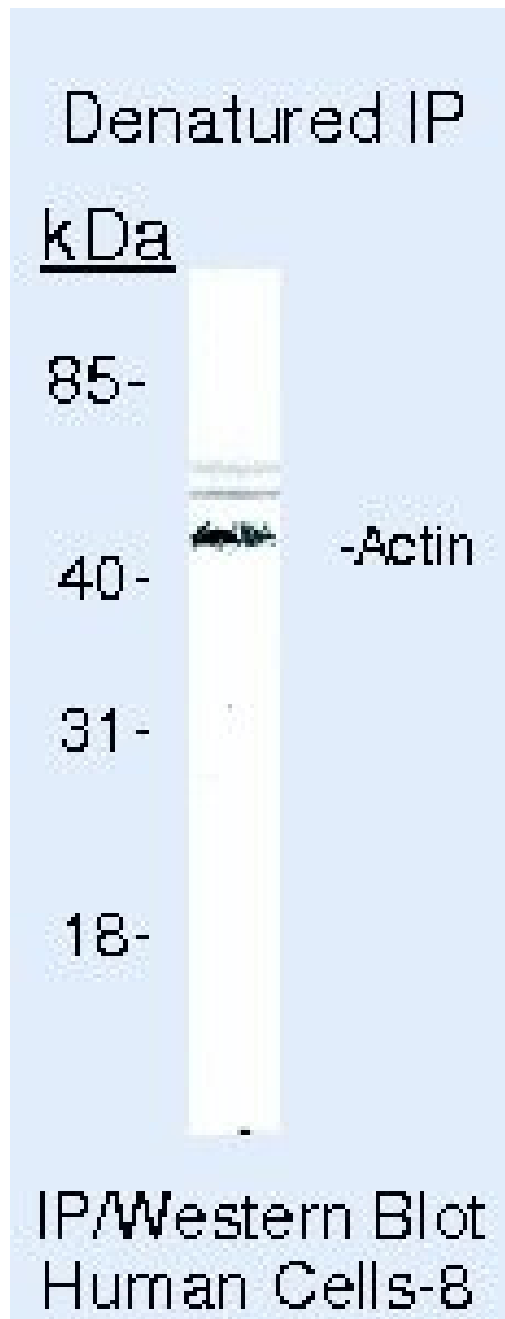 Denatured IP
kDa
85-
-Actin
40-
31-
18-
IP/Western Blot
Human Cells-8